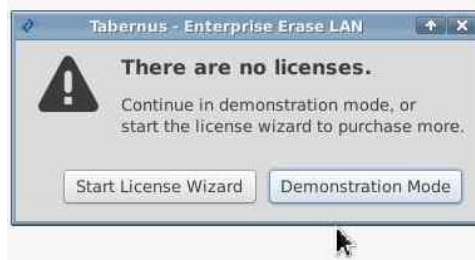 Tabernus - Enterprise Erase LAN
There are no licenses.
Continue in demonstration mode, or
start the license wizard to purchase more.
Start License Wizard
Demonstration Mode